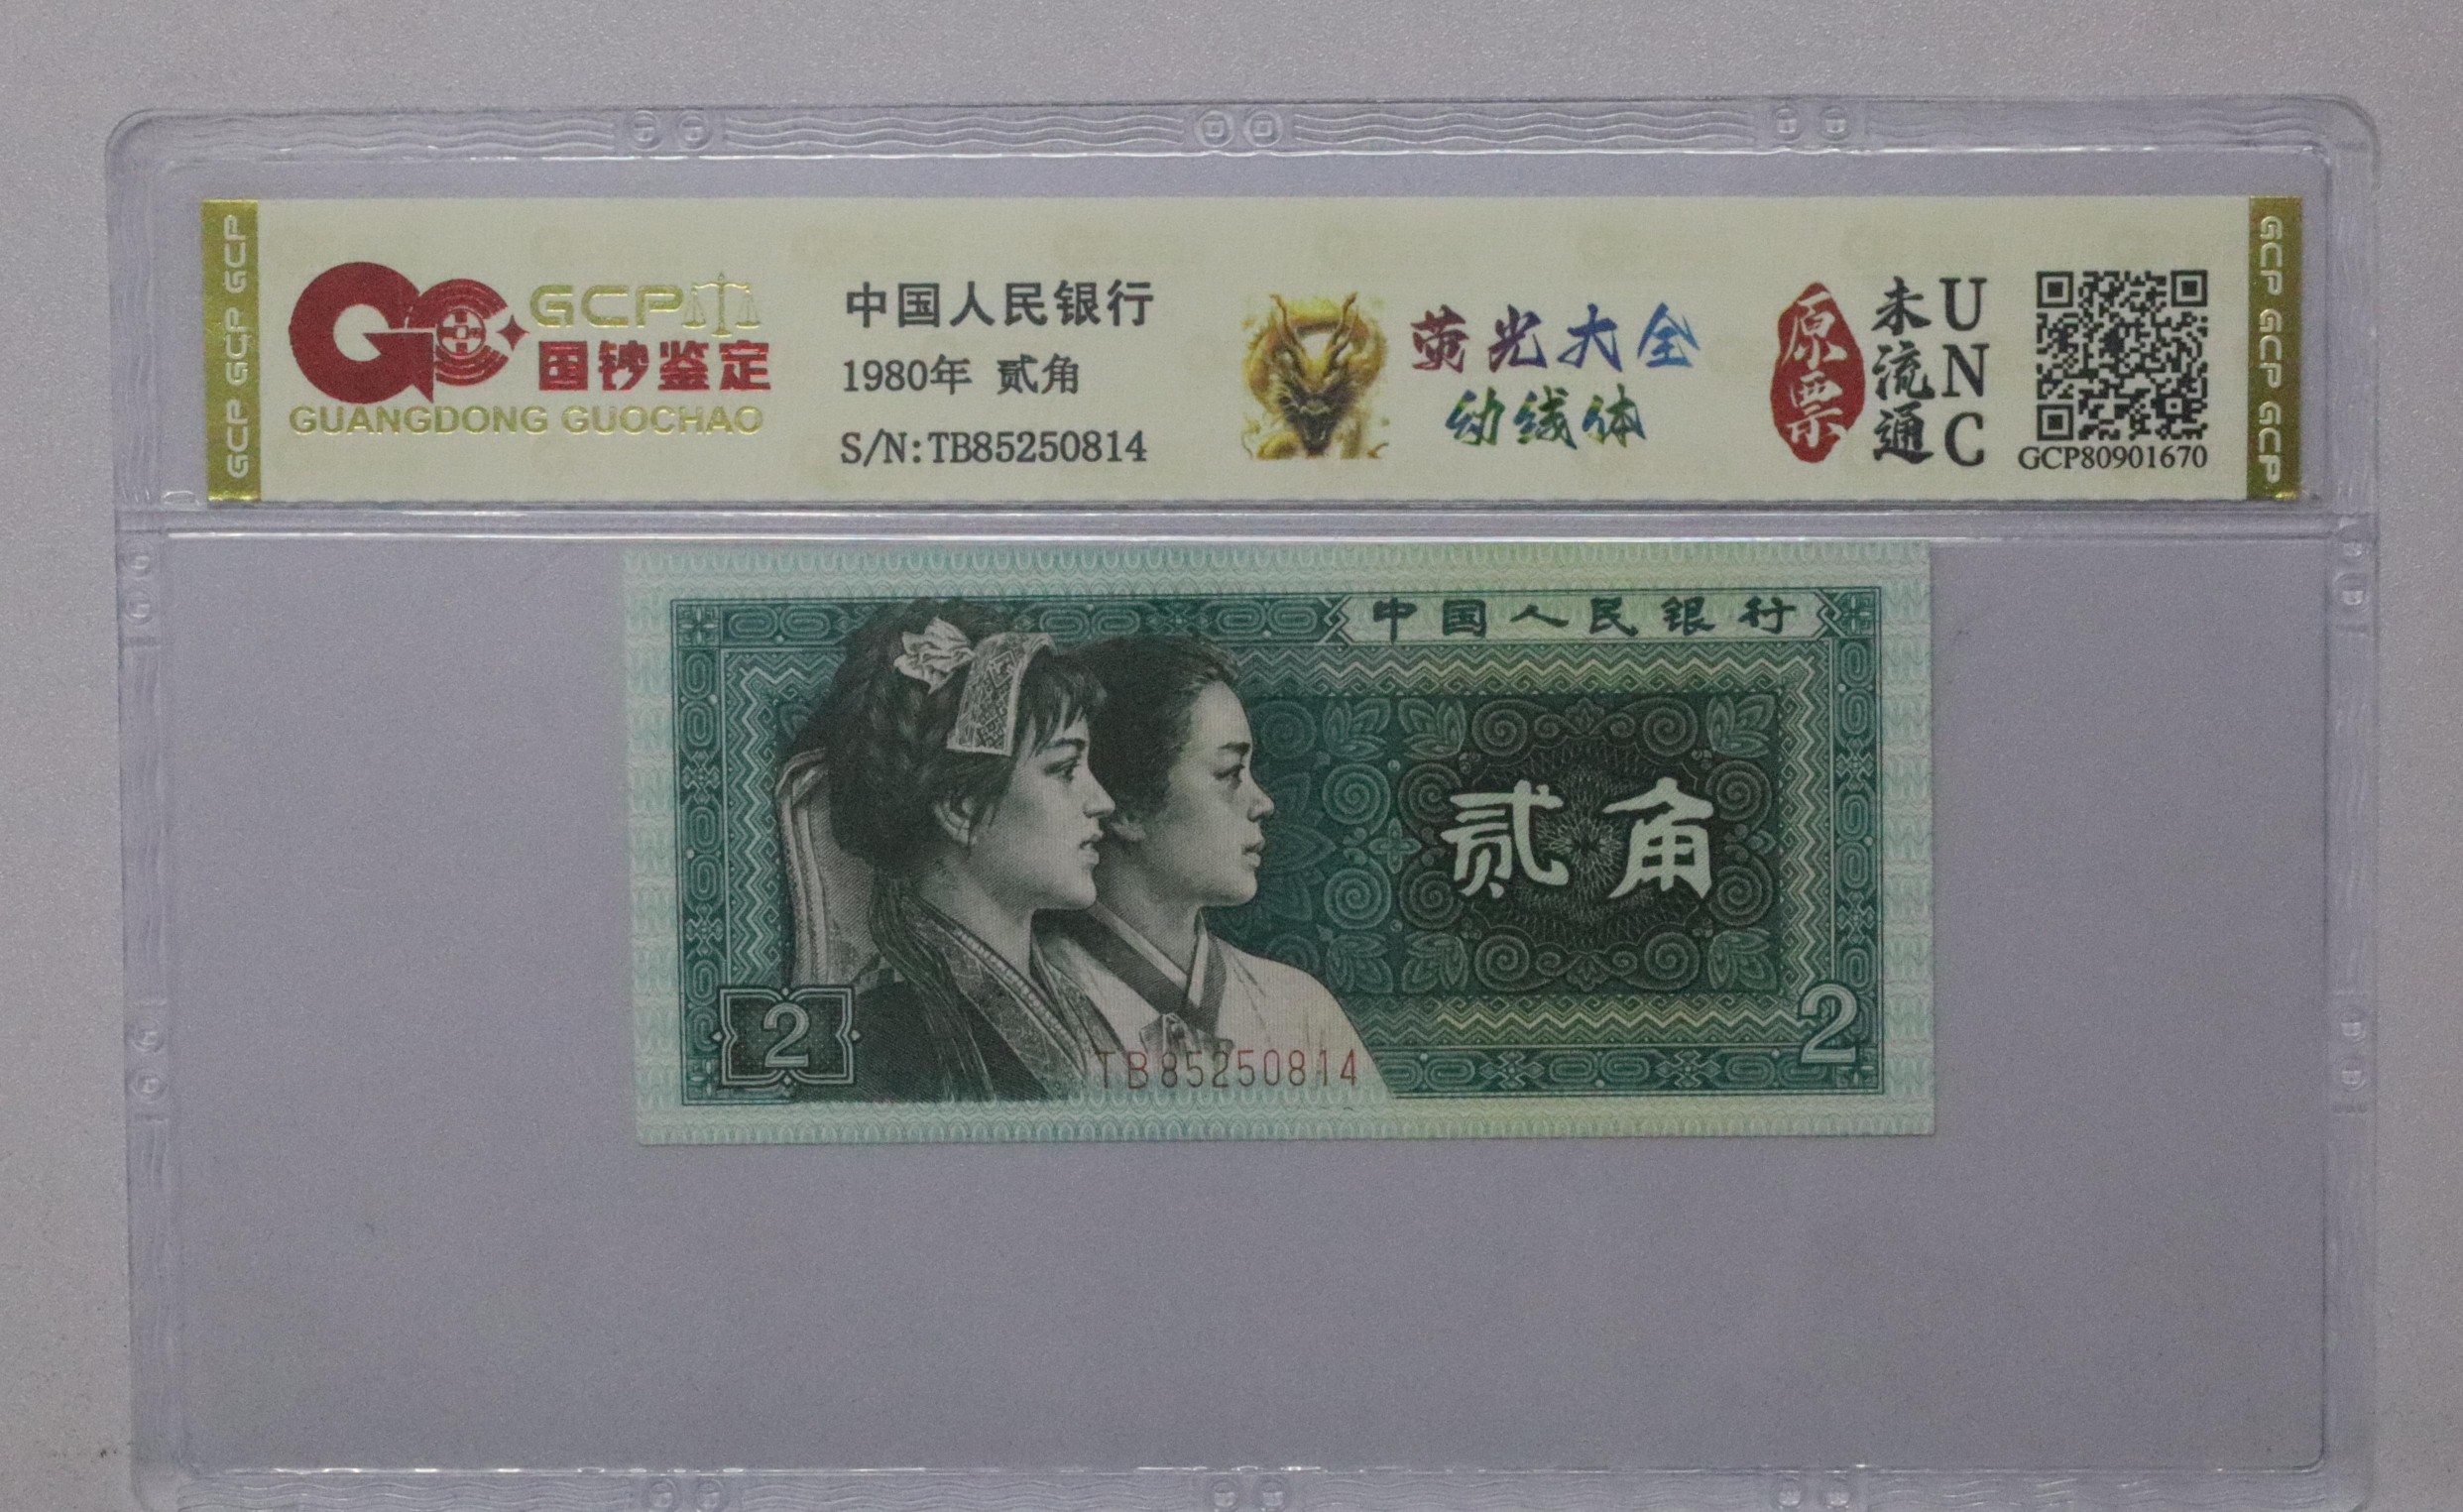 GCP GCP GCP
GCP
国钞鉴定
GUANGDONG GUOCHAO
中国人民银行
1980年 贰角
S/N:TB85250814
荧光大全
幼线体
原票
未流通
UNC
GCP80901670
GCP GCP GCP
中国人民银行
贰角
2
2
TB85250814